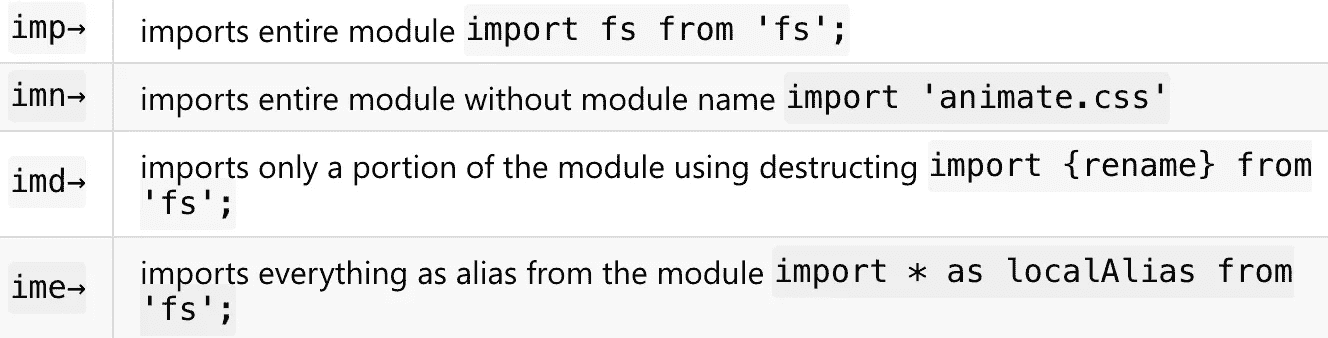 imp→ imports entire module import fs from 'fs';
imn→ imports entire module without module name import 'animate.css'
imd→ imports only a portion of the module using destructing import {rename} from
'fs';
ime→ imports everything as alias from the module import * as localAlias from
'fs';